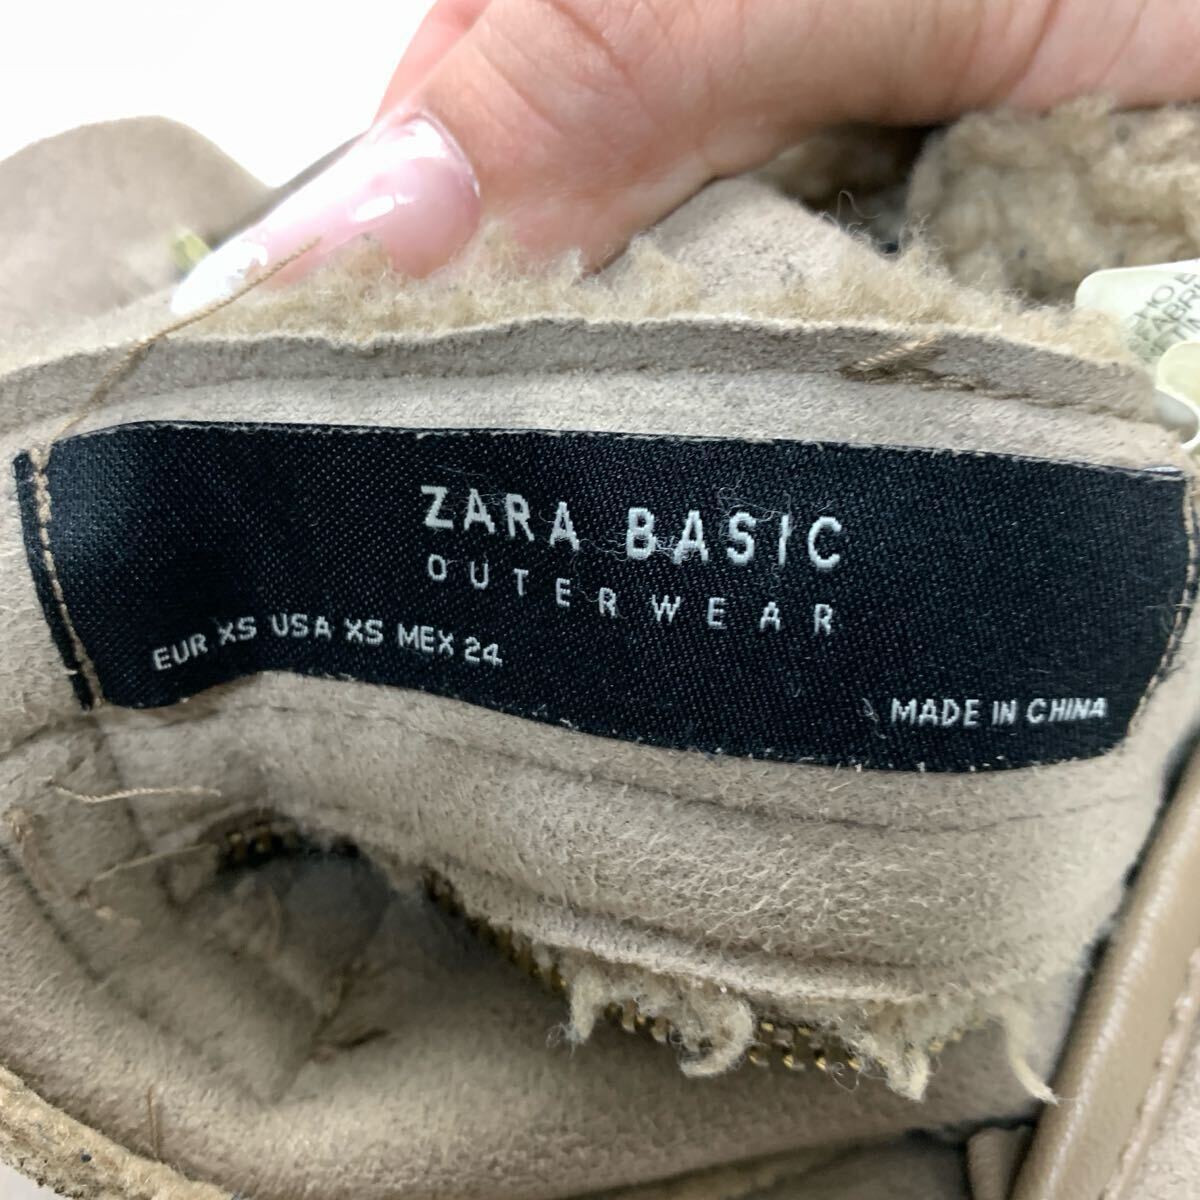 ZARA BASIC
OUTERWEAR
EUR XS USA XS MEX 24
MADE IN CHINA